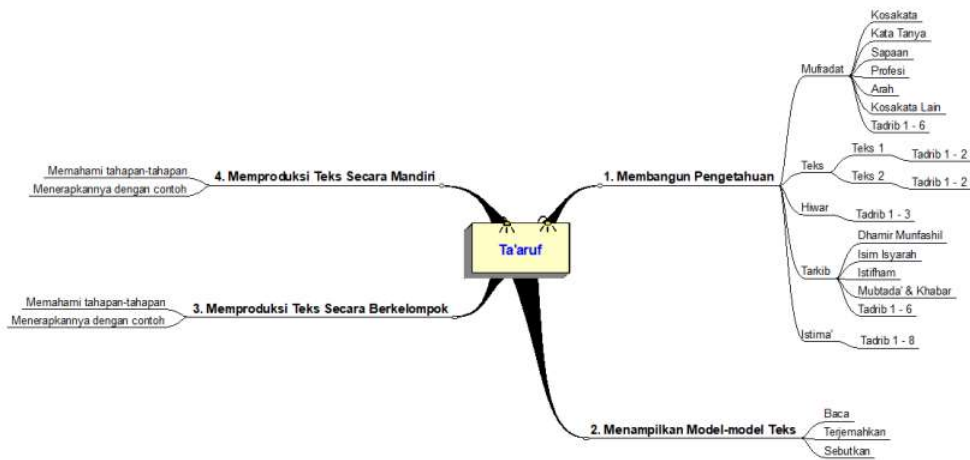 Ta'aruf
1. Membangun Pengetahuan
Mufradat
Kosakata
Kata Tanya
Sapaan
Profesi
Arah
Kosakata Lain
Tadrib 1 - 6
Teks
Teks 1
Tadrib 1 - 2
Teks 2
Tadrib 1 - 2
Hiwar
Tadrib 1 - 3
Tarkib
Dhamir Munfashil
Isim Isyarah
Istifham
Mubtada' & Khabar
Tadrib 1 - 6
Istima'
Tadrib 1 - 8
2. Menampilkan Model-model Teks
Baca
Terjemahkan
Sebutkan
3. Memproduksi Teks Secara Berkelompok
Memahami tahapan-tahapan
Menerapkannya dengan contoh
4. Memproduksi Teks Secara Mandiri
Memahami tahapan-tahapan
Menerapkannya dengan contoh